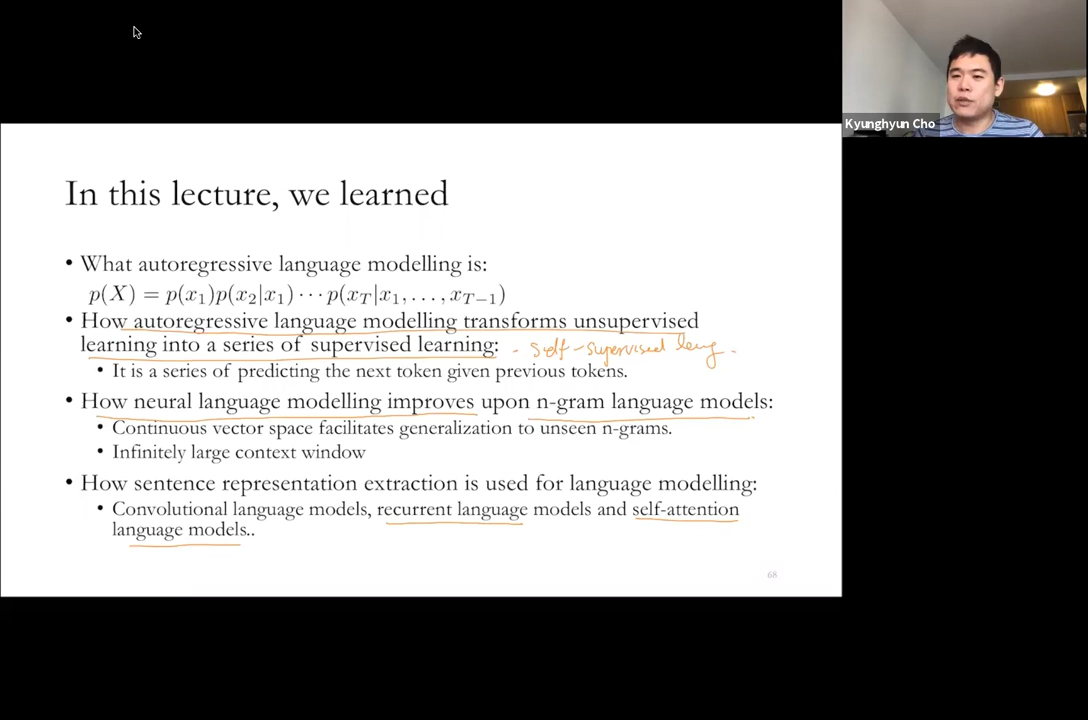 Kyunghyun Cho
In this lecture, we learned
• What autoregressive language modelling is:
p(X) = p(x₁)p(x₂|x₁) ⋯ p(x_T|x₁, …, x_{T−1})
• How autoregressive language modelling transforms unsupervised
learning into a series of supervised learning: - self-supervised
• It is a series of predicting the next token given previous tokens.
• How neural language modelling improves upon n-gram language models:
• Continuous vector space facilitates generalization to unseen n-grams.
• Infinitely large context window
• How sentence representation extraction is used for language modelling:
• Convolutional language models, recurrent language models and self-attention
language models..
68